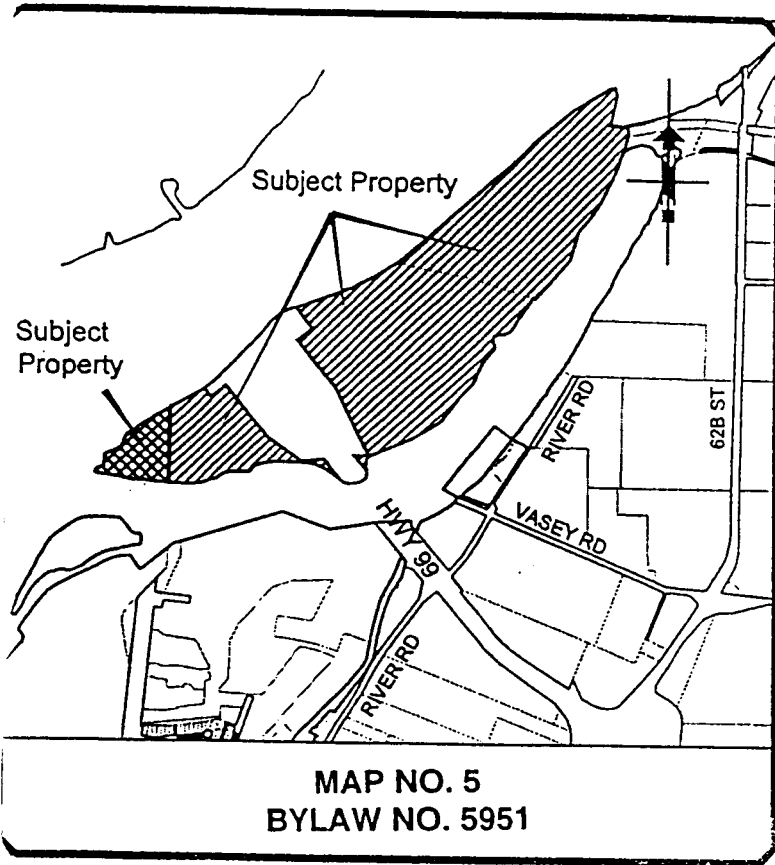 Subject Property
Subject
Property
RIVER RD
62B ST
HWY 99
VASEY RD
RIVER RD
MAP NO. 5
BYLAW NO. 5951